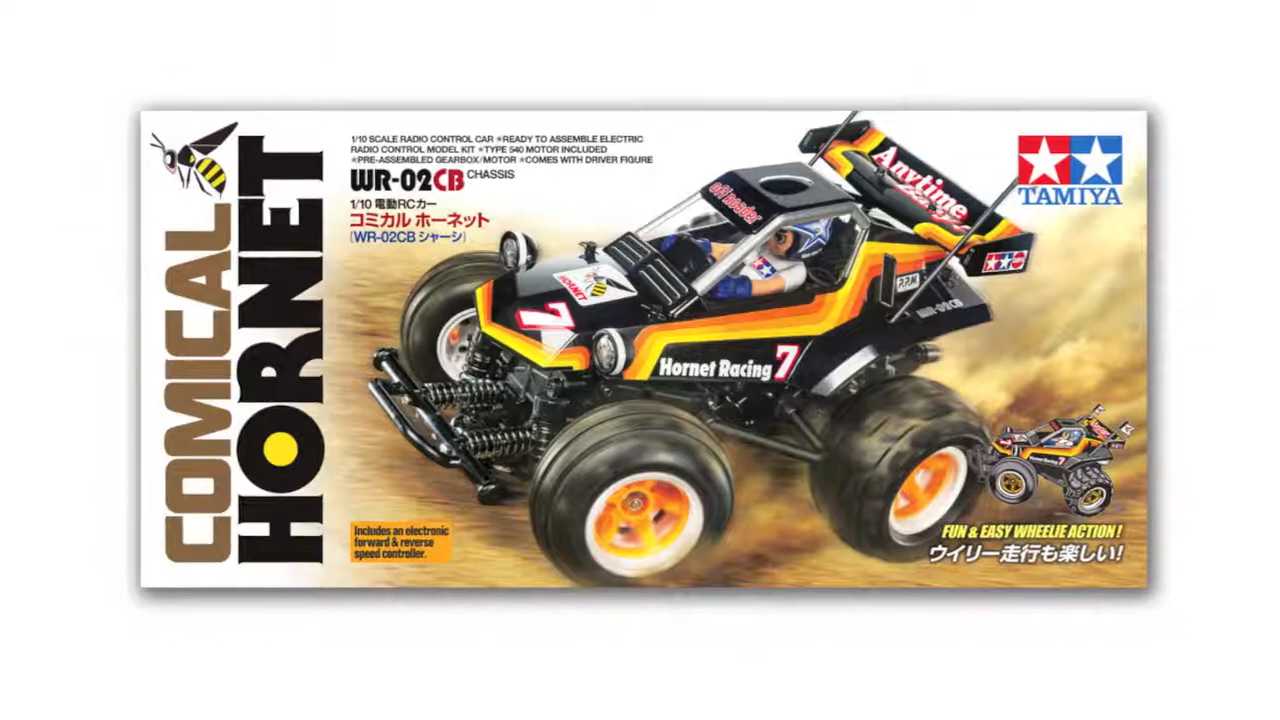 COMICAL
HORNET
1/10 SCALE RADIO CONTROL CAR ★READY TO ASSEMBLE ELECTRIC
RADIO CONTROL MODEL KIT ★TYPE 540 MOTOR INCLUDED
★PRE-ASSEMBLED GEARBOX/MOTOR ★COMES WITH DRIVER FIGURE
WR-02CB CHASSIS
1/10 電動RCカー
コミカル ホーネット
(WR-02CB シャーシ)
TAMIYA
Anytime
off Roader
HORNET
7
Hornet Racing 7
RPM
WR-02CB
Hornet Racing 7
Includes an electronic
forward & reverse
speed controller.
FUN & EASY WHEELIE ACTION!
ウイリー走行も楽しい!